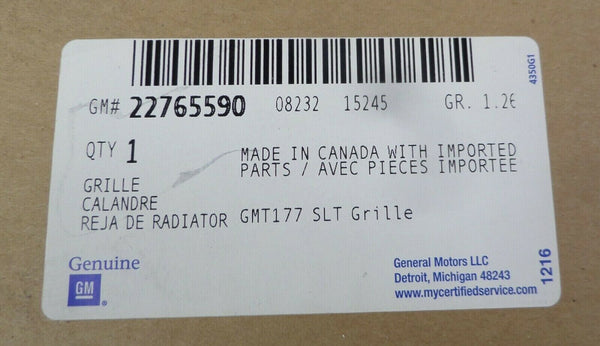 4350G1
GM# 22765590 08232 15245 GR. 1.26
QTY 1
MADE IN CANADA WITH IMPORTED
PARTS / AVEC PIECES IMPORTEE
GRILLE
CALANDRE
REJA DE RADIATOR GMT177 SLT Grille
Genuine
GM
General Motors LLC
Detroit, Michigan 48243
www.mycertifiedservice.com
1216